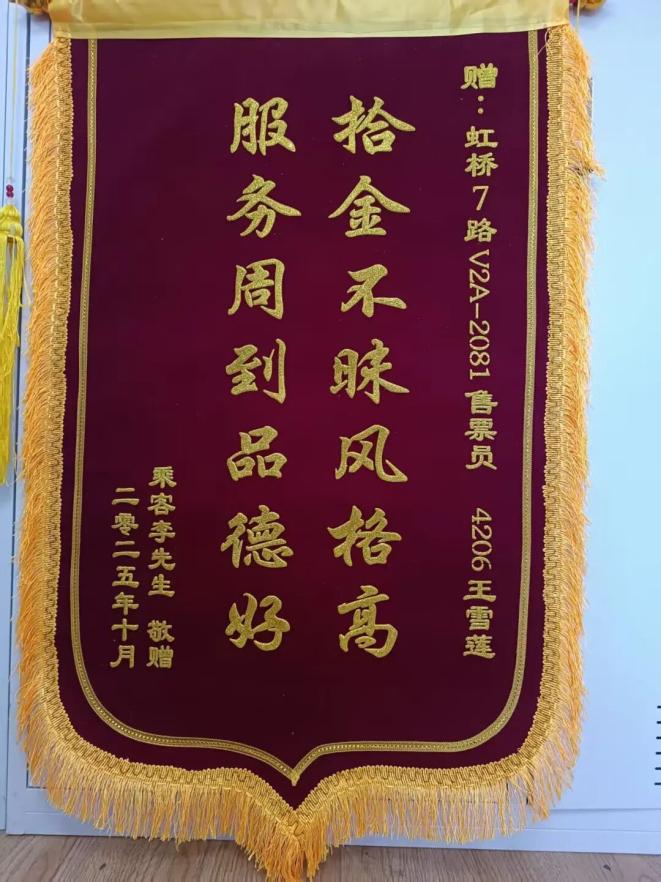 赠：虹桥7路V2A-2081售票员 4206王雪莲
拾金不昧风格高
服务周到品德好
乘客李先生 敬赠
二零二五年十月